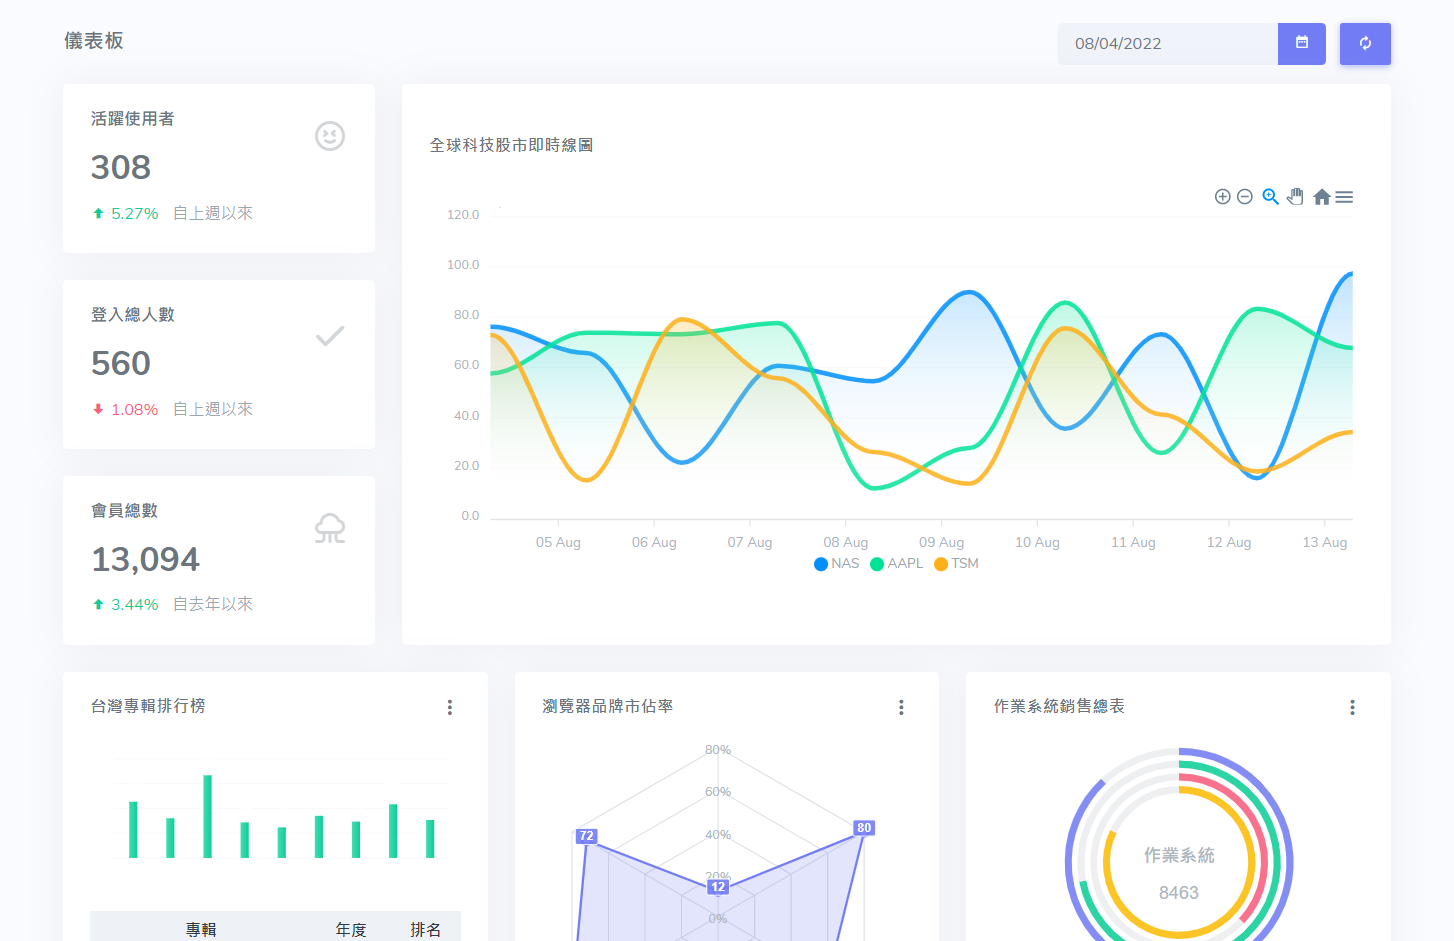 儀表板
08/04/2022
活躍使用者
308
5.27% 自上週以來
登入總人數
560
1.08% 自上週以來
會員總數
13,094
3.44% 自去年以來
全球科技股市即時線圖
120.0
100.0
80.0
60.0
40.0
20.0
0.0
05 Aug 06 Aug 07 Aug 08 Aug 09 Aug 10 Aug 11 Aug 12 Aug 13 Aug
NAS AAPL TSM
台灣專輯排行榜
專輯 年度 排名
瀏覽器品牌市佔率
80%
60%
40%
20%
0%
72
80
12
作業系統銷售總表
作業系統
8463